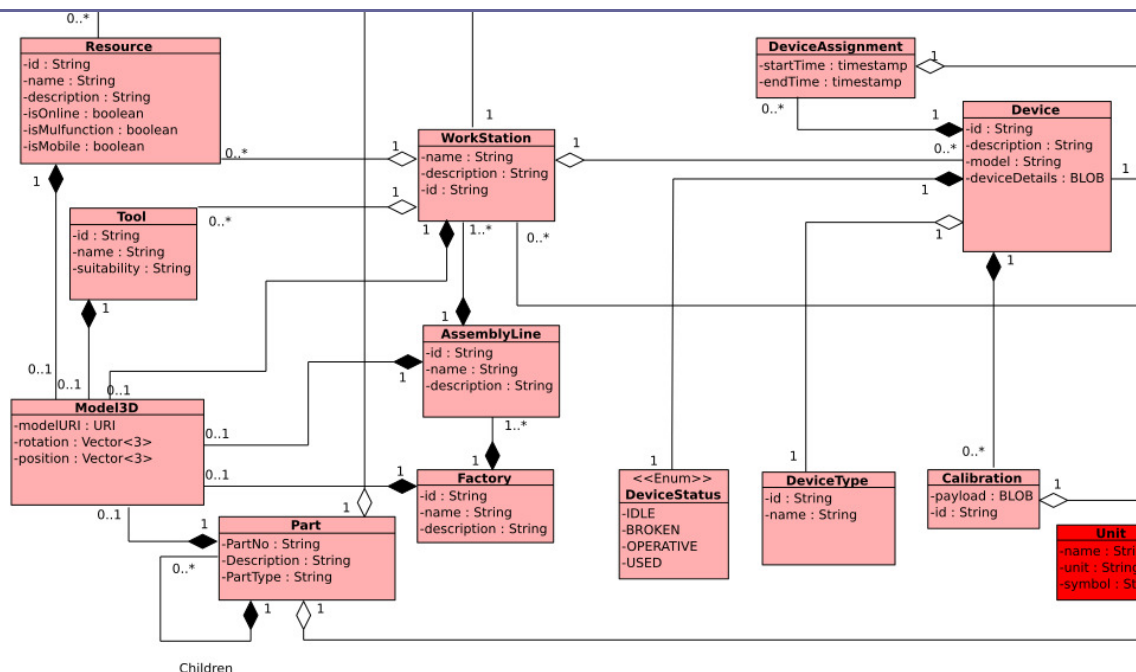 0..*
Resource
-id : String
-name : String
-description : String
-isOnline : boolean
-isMulfunction : boolean
-isMobile : boolean
1
0..*
1
Tool
-id : String
-name : String
-suitability : String
0..*
1
1
1
WorkStation
-name : String
-description : String
-id : String
1
0..*
1
1..*
0..*
DeviceAssignment
-startTime : timestamp
-endTime : timestamp
1
0..*
1
Device
-id : String
-description : String
-model : String
-deviceDetails : BLOB
1
1
1
1
1
AssemblyLine
-id : String
-name : String
-description : String
1
1..*
0..1
0..1
0..1
Model3D
-modelURI : URI
-rotation : Vector<3>
-position : Vector<3>
0..1
0..1
0..1
1
Factory
-id : String
-name : String
-description : String
1
<<Enum>>
DeviceStatus
-IDLE
-BROKEN
-OPERATIVE
-USED
1
DeviceType
-id : String
-name : String
0..*
Calibration
-payload : BLOB
-id : String
1
Unit
-name :
-unit : String
-symbol :
1
1
Part
-PartNo : String
-Description : String
-PartType : String
0..*
1
1
Children